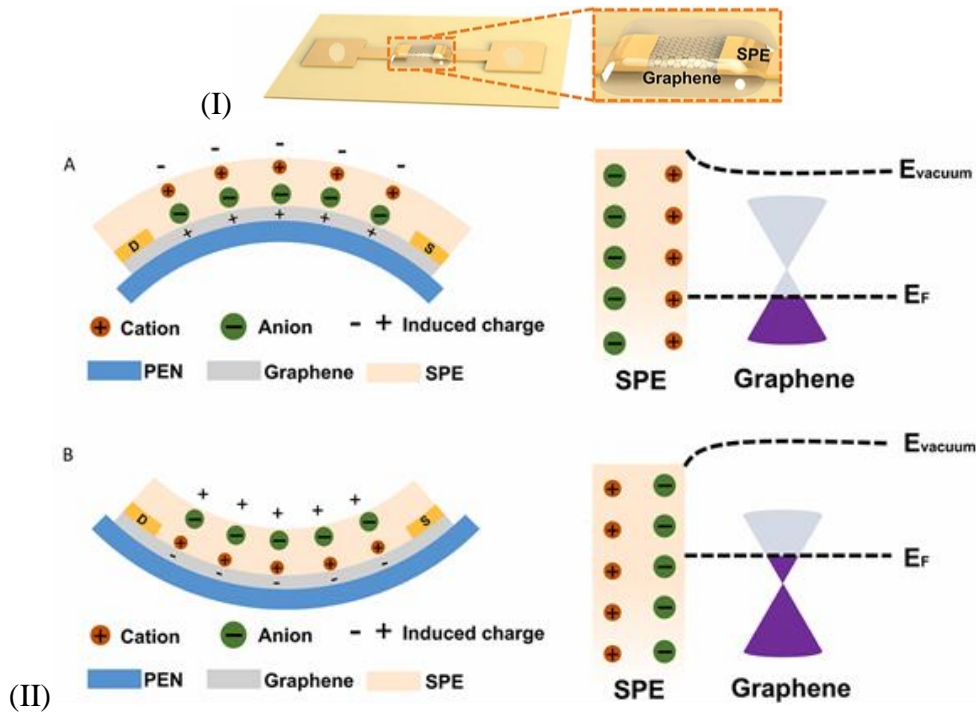 SPE
Graphene
(I)
A
D
S
Cation
Anion
- + Induced charge
PEN
Graphene
SPE
Evacuum
EF
SPE
Graphene
B
D
S
Cation
Anion
- + Induced charge
PEN
Graphene
SPE
Evacuum
EF
SPE
Graphene
(II)